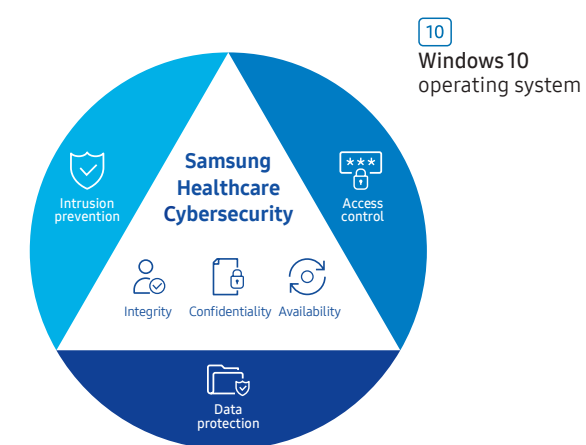 10
Windows 10
operating system
Samsung
Healthcare
Cybersecurity
Intrusion
prevention
***
Access
control
Integrity
Confidentiality
Availability
Data
protection